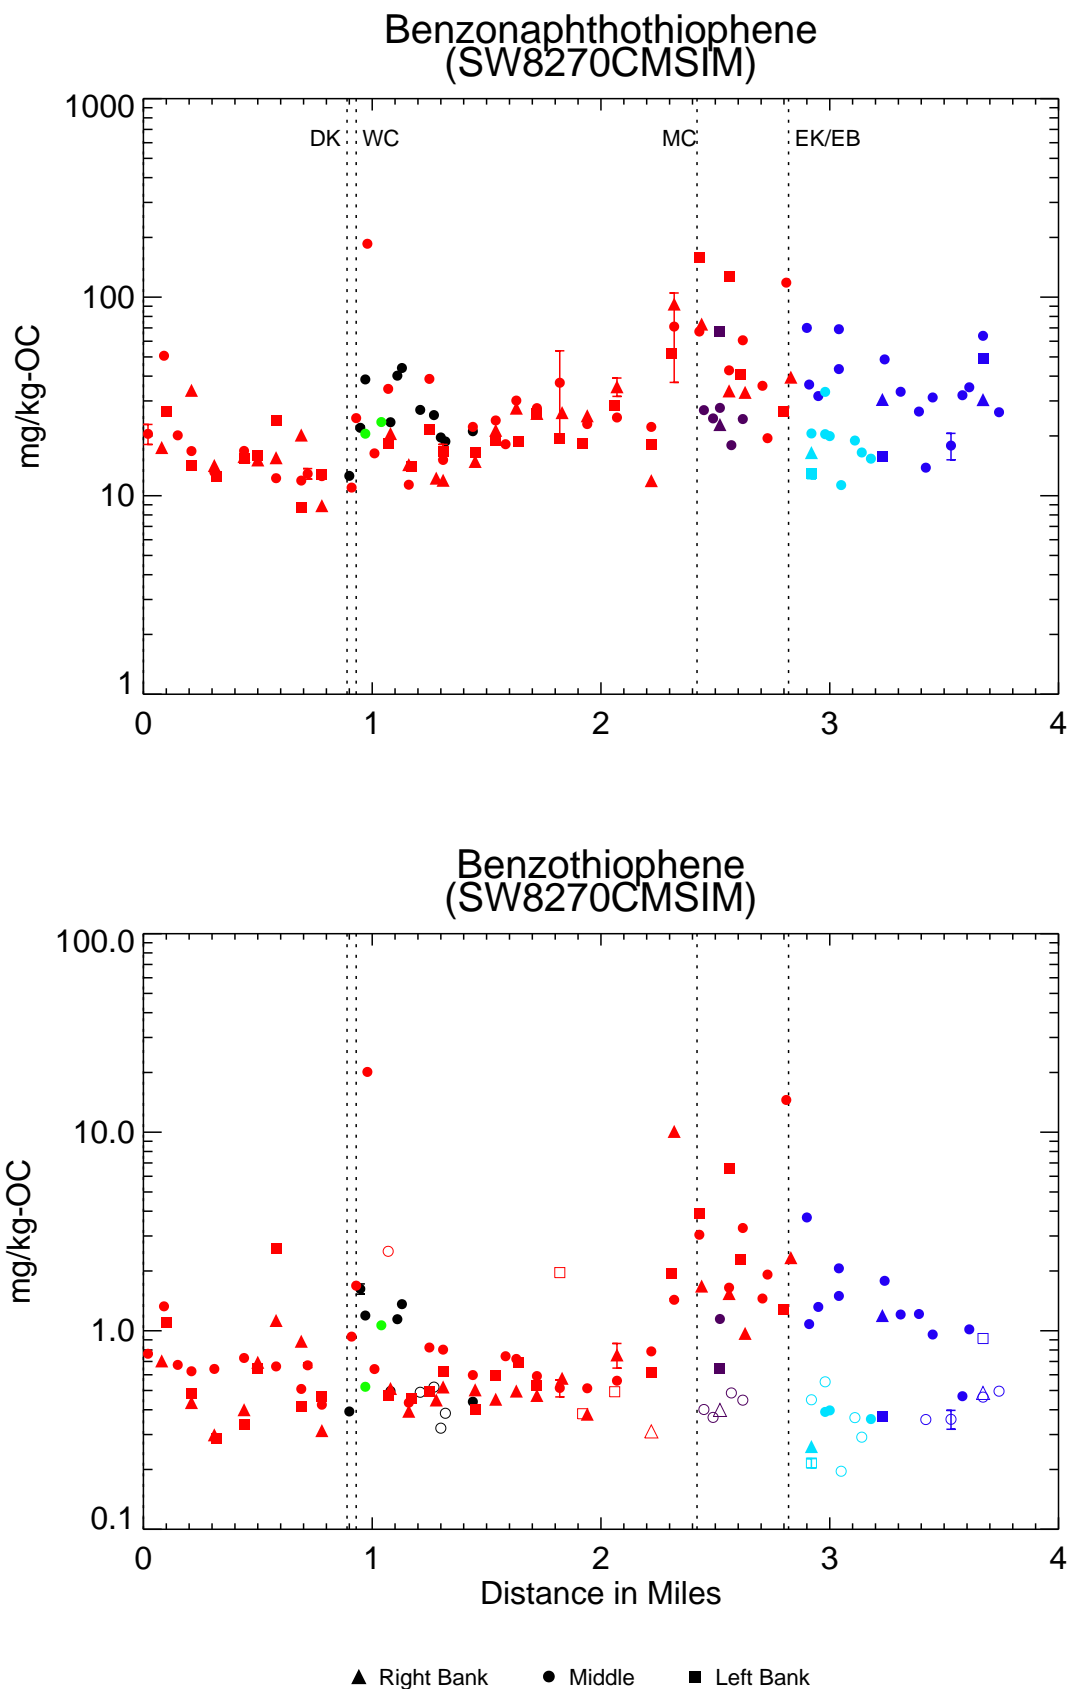 Benzonaphthothiophene
(SW8270CMSIM)
1000
DK WC MC EK/EB
100
mg/kg-OC
10
1
0 1 2 3 4
Benzothiophene
(SW8270CMSIM)
100.0
10.0
mg/kg-OC
1.0
0.1
0 1 2 3 4
Distance in Miles
Right Bank Middle Left Bank